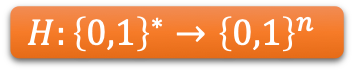 H: {0,1}* → {0,1}ⁿ